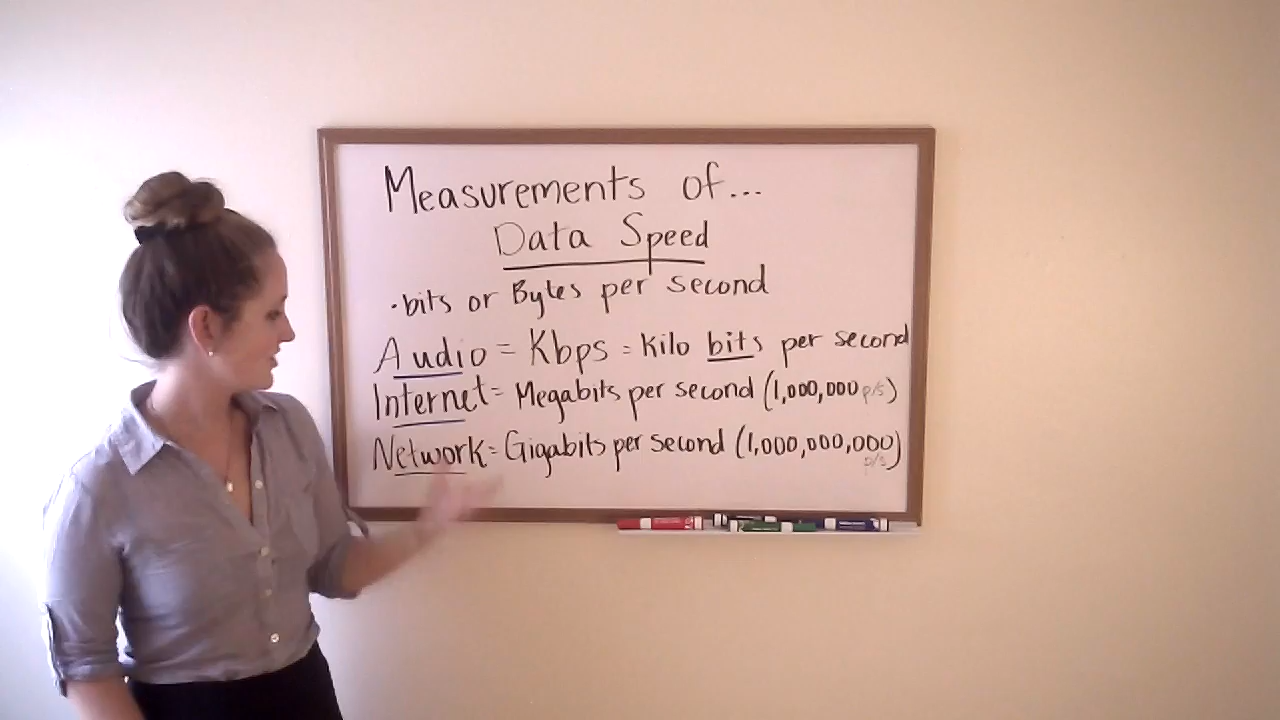 Measurements of...
Data Speed
·bits or Bytes per second
Audio = Kbps = Kilo bits per second
Internet = Megabits per second (1,000,000 p/s)
Network = Gigabits per second (1,000,000,000)
p/s